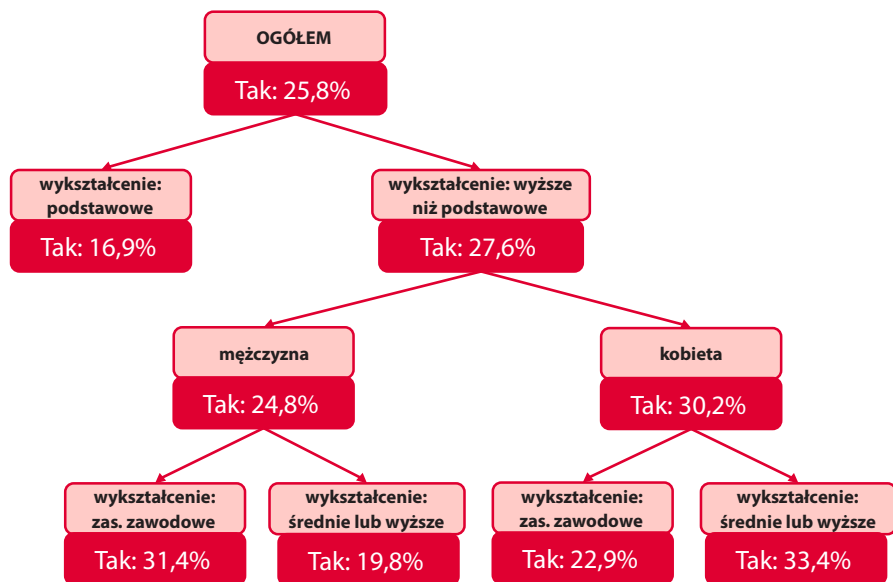 OGÓŁEM
Tak: 25,8%
wykształcenie:
podstawowe
Tak: 16,9%
wykształcenie: wyższe
niż podstawowe
Tak: 27,6%
mężczyzna
Tak: 24,8%
kobieta
Tak: 30,2%
wykształcenie:
zas. zawodowe
Tak: 31,4%
wykształcenie:
średnie lub wyższe
Tak: 19,8%
wykształcenie:
zas. zawodowe
Tak: 22,9%
wykształcenie:
średnie lub wyższe
Tak: 33,4%